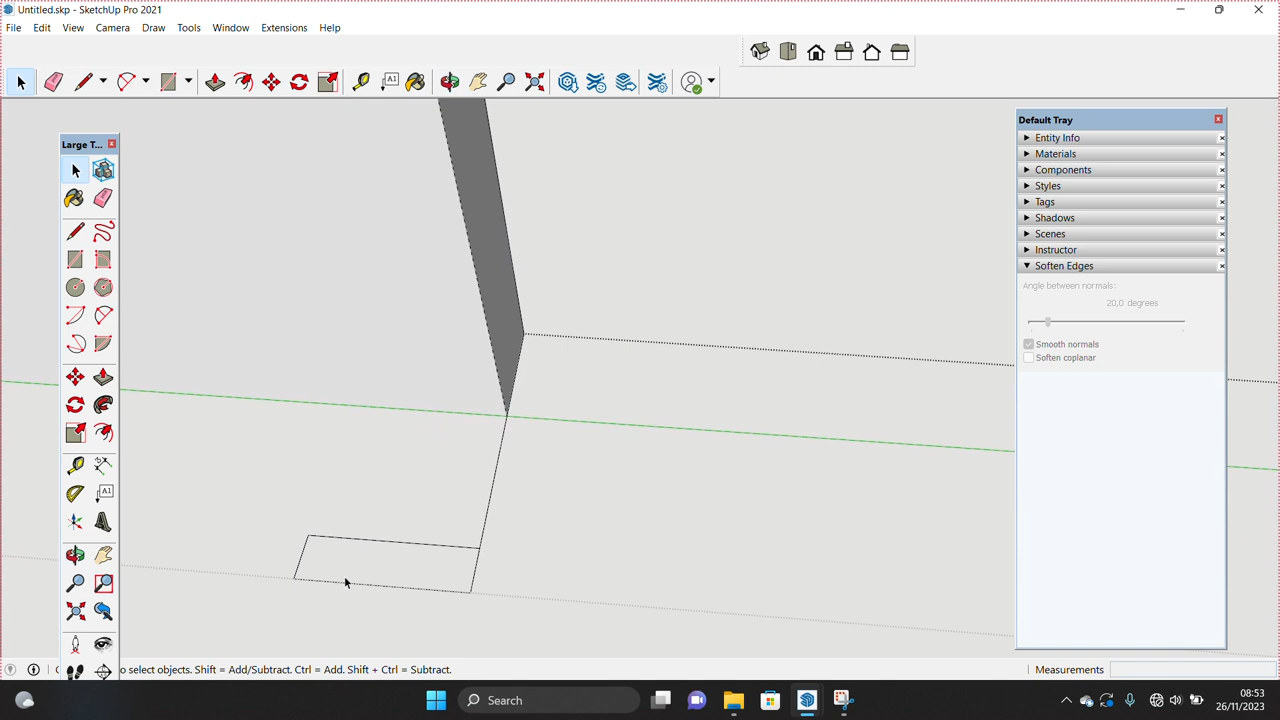 Untitled.skp - SketchUp Pro 2021
File Edit View Camera Draw Tools Window Extensions Help
Large T...
Default Tray
Entity Info
Materials
Components
Styles
Tags
Shadows
Scenes
Instructor
Soften Edges
Angle between normals:
20,0 degrees
Smooth normals
Soften coplanar
o select objects. Shift = Add/Subtract. Ctrl = Add. Shift + Ctrl = Subtract.
Measurements
Search
08:53
26/11/2023